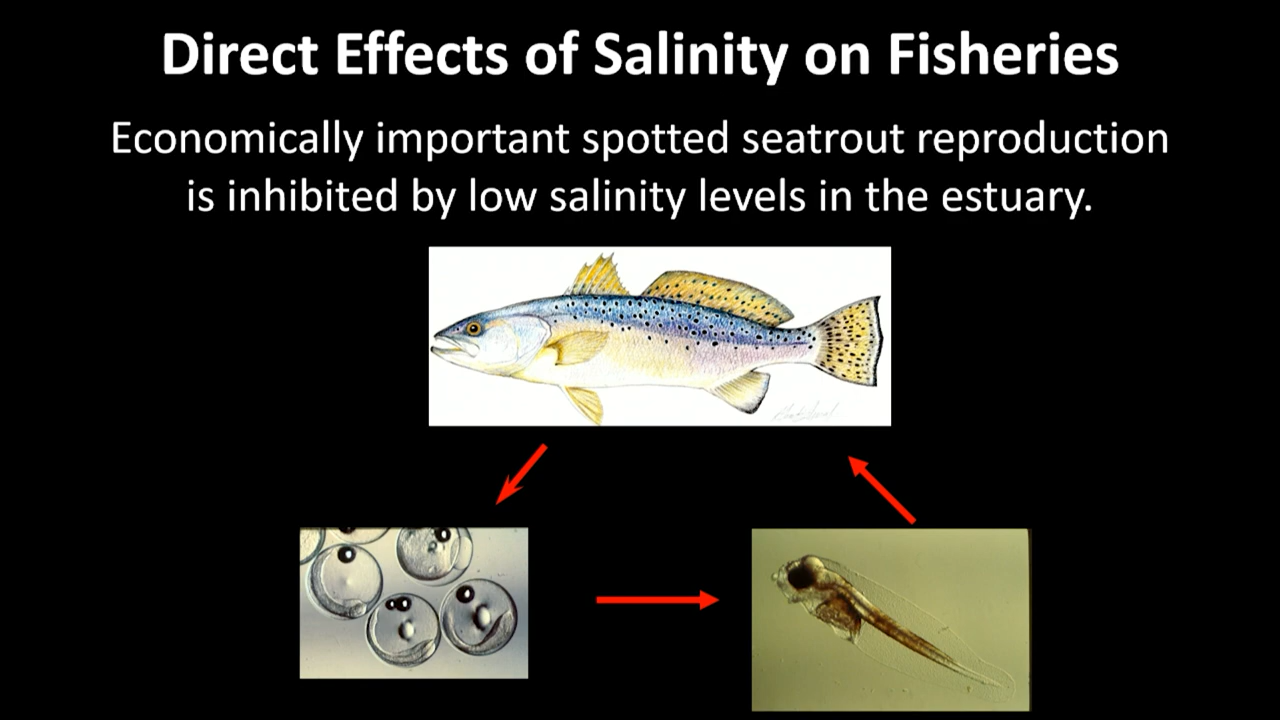 Direct Effects of Salinity on Fisheries
Economically important spotted seatrout reproduction
is inhibited by low salinity levels in the estuary.